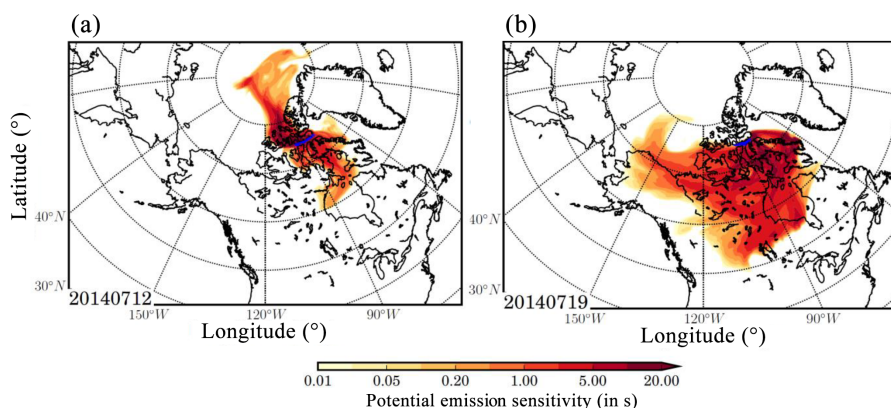 (a)
(b)
Latitude (°)
40°N
30°N
20140712
150°W
120°W
90°W
Longitude (°)
40°N
30°N
20140719
150°W
120°W
90°W
Longitude (°)
0.01 0.05 0.20 1.00 5.00 20.00
Potential emission sensitivity (in s)